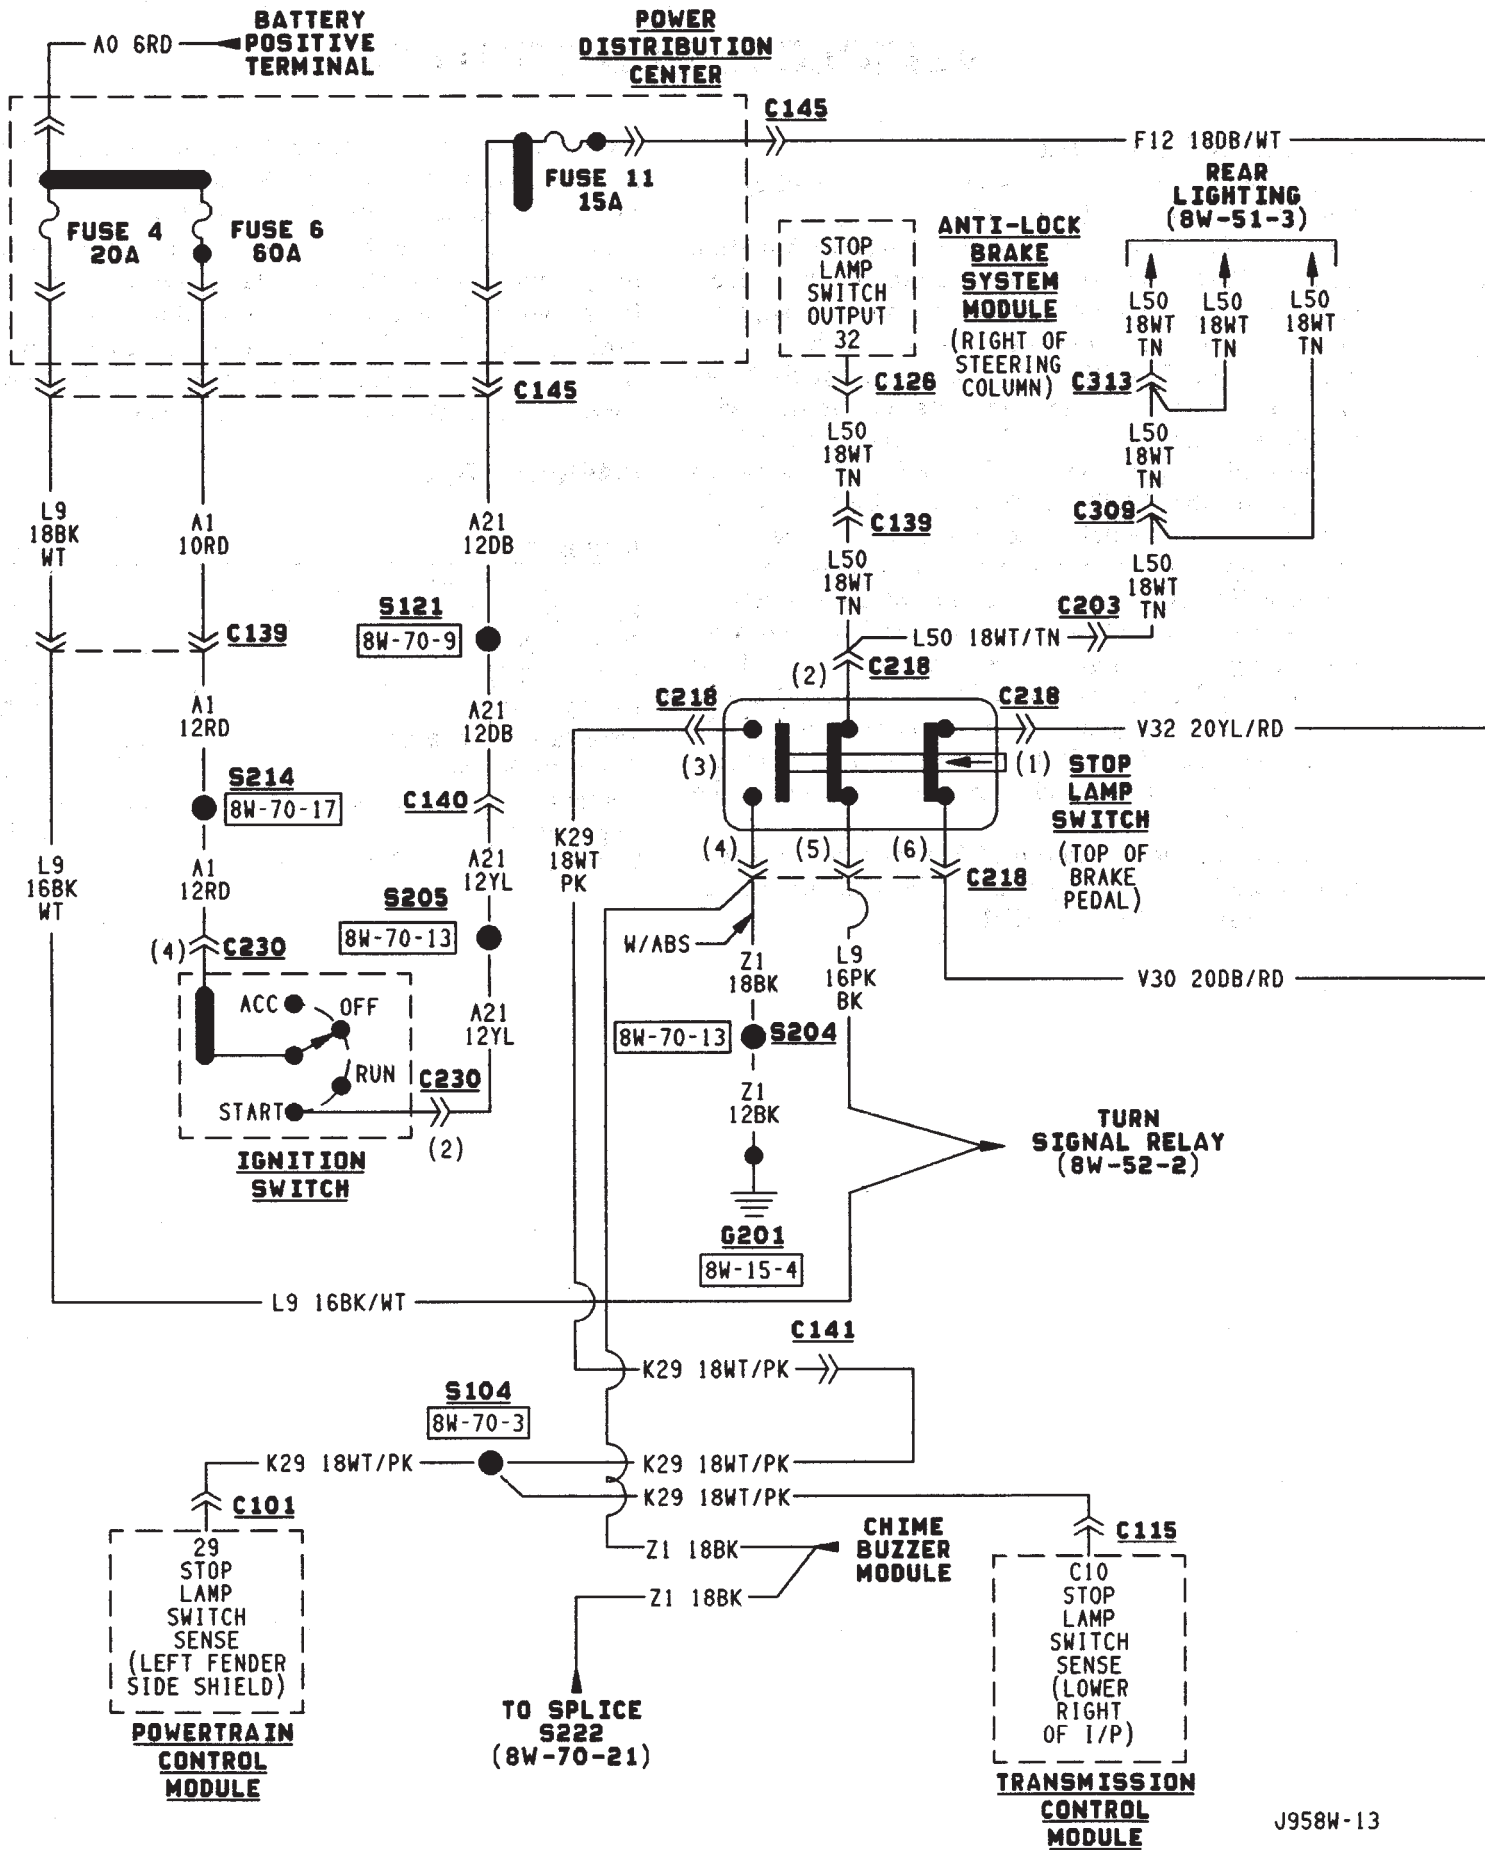 BATTERY
POSITIVE
TERMINAL
A0 6RD
POWER
DISTRIBUTION
CENTER
C145
F12 18DB/WT
FUSE 4
20A
FUSE 6
60A
FUSE 11
15A
C145
STOP
LAMP
SWITCH
OUTPUT
32
ANTI-LOCK
BRAKE
SYSTEM
MODULE
(RIGHT OF
STEERING
COLUMN)
REAR
LIGHTING
(8W-51-3)
L50
18WT
TN
L50
18WT
TN
L50
18WT
TN
C126
C313
L50
18WT
TN
L50
18WT
TN
C139
C309
L50
18WT
TN
L50
18WT
TN
C203
L50 18WT/TN
L9
18BK
WT
A1
10RD
A21
12DB
C139
S121
8W-70-9
A1
12RD
A21
12DB
S214
8W-70-17
C140
L9
16BK
WT
A1
12RD
A21
12YL
S205
8W-70-13
(4)
C230
A21
12YL
ACC
OFF
RUN
START
C230
(2)
IGNITION
SWITCH
(2)
C218
C218
(3)
C218
(1)
V32 20YL/RD
STOP
LAMP
SWITCH
(TOP OF
BRAKE
PEDAL)
(4)
(5)
(6)
C218
K29
18WT
PK
W/ABS
Z1
18BK
L9
16PK
BK
V30 20DB/RD
8W-70-13
S204
Z1
12BK
TURN
SIGNAL RELAY
(8W-52-2)
G201
8W-15-4
L9 16BK/WT
C141
K29 18WT/PK
S104
8W-70-3
K29 18WT/PK
K29 18WT/PK
K29 18WT/PK
C101
29
STOP
LAMP
SWITCH
SENSE
(LEFT FENDER
SIDE SHIELD)
POWERTRAIN
CONTROL
MODULE
Z1 18BK
Z1 18BK
CHIME
BUZZER
MODULE
TO SPLICE
S222
(8W-70-21)
C115
C10
STOP
LAMP
SWITCH
SENSE
(LOWER
RIGHT
OF I/P)
TRANSMISSION
CONTROL
MODULE
J958W-13